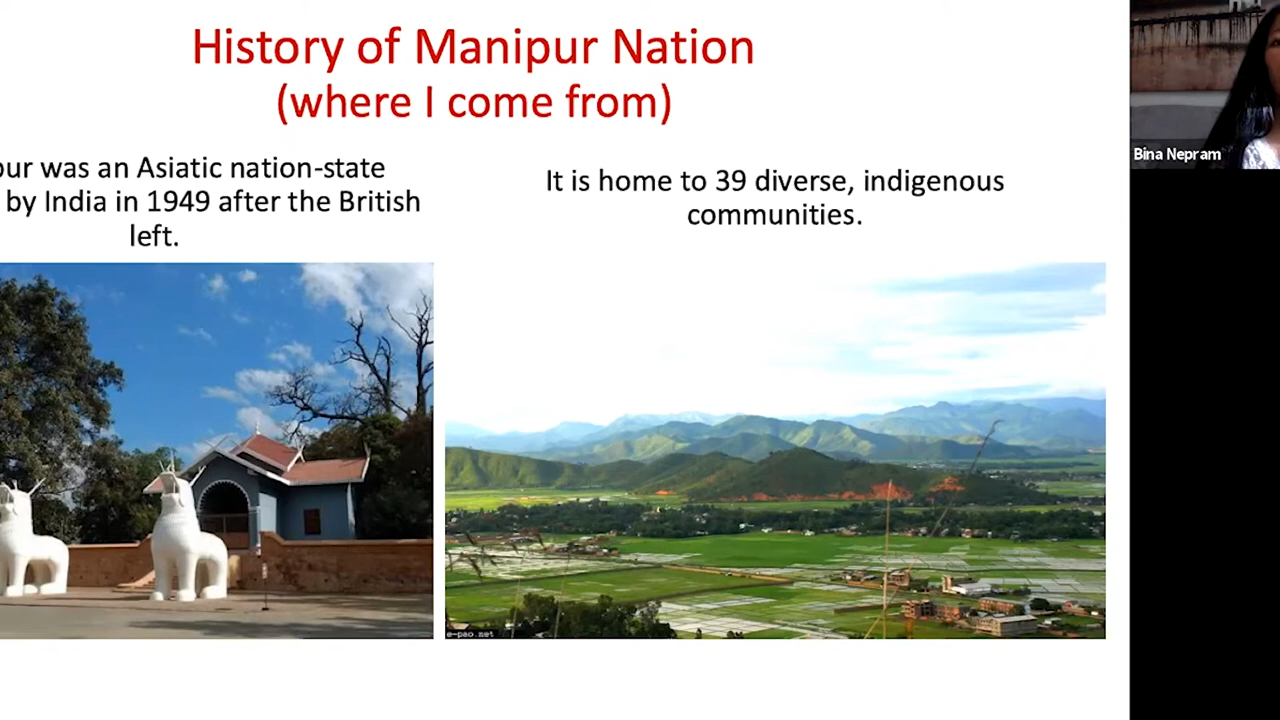 History of Manipur Nation
(where I come from)
pur was an Asiatic nation-state
by India in 1949 after the British
left.
It is home to 39 diverse, indigenous
communities.
Bina Nepram
e-pao.net